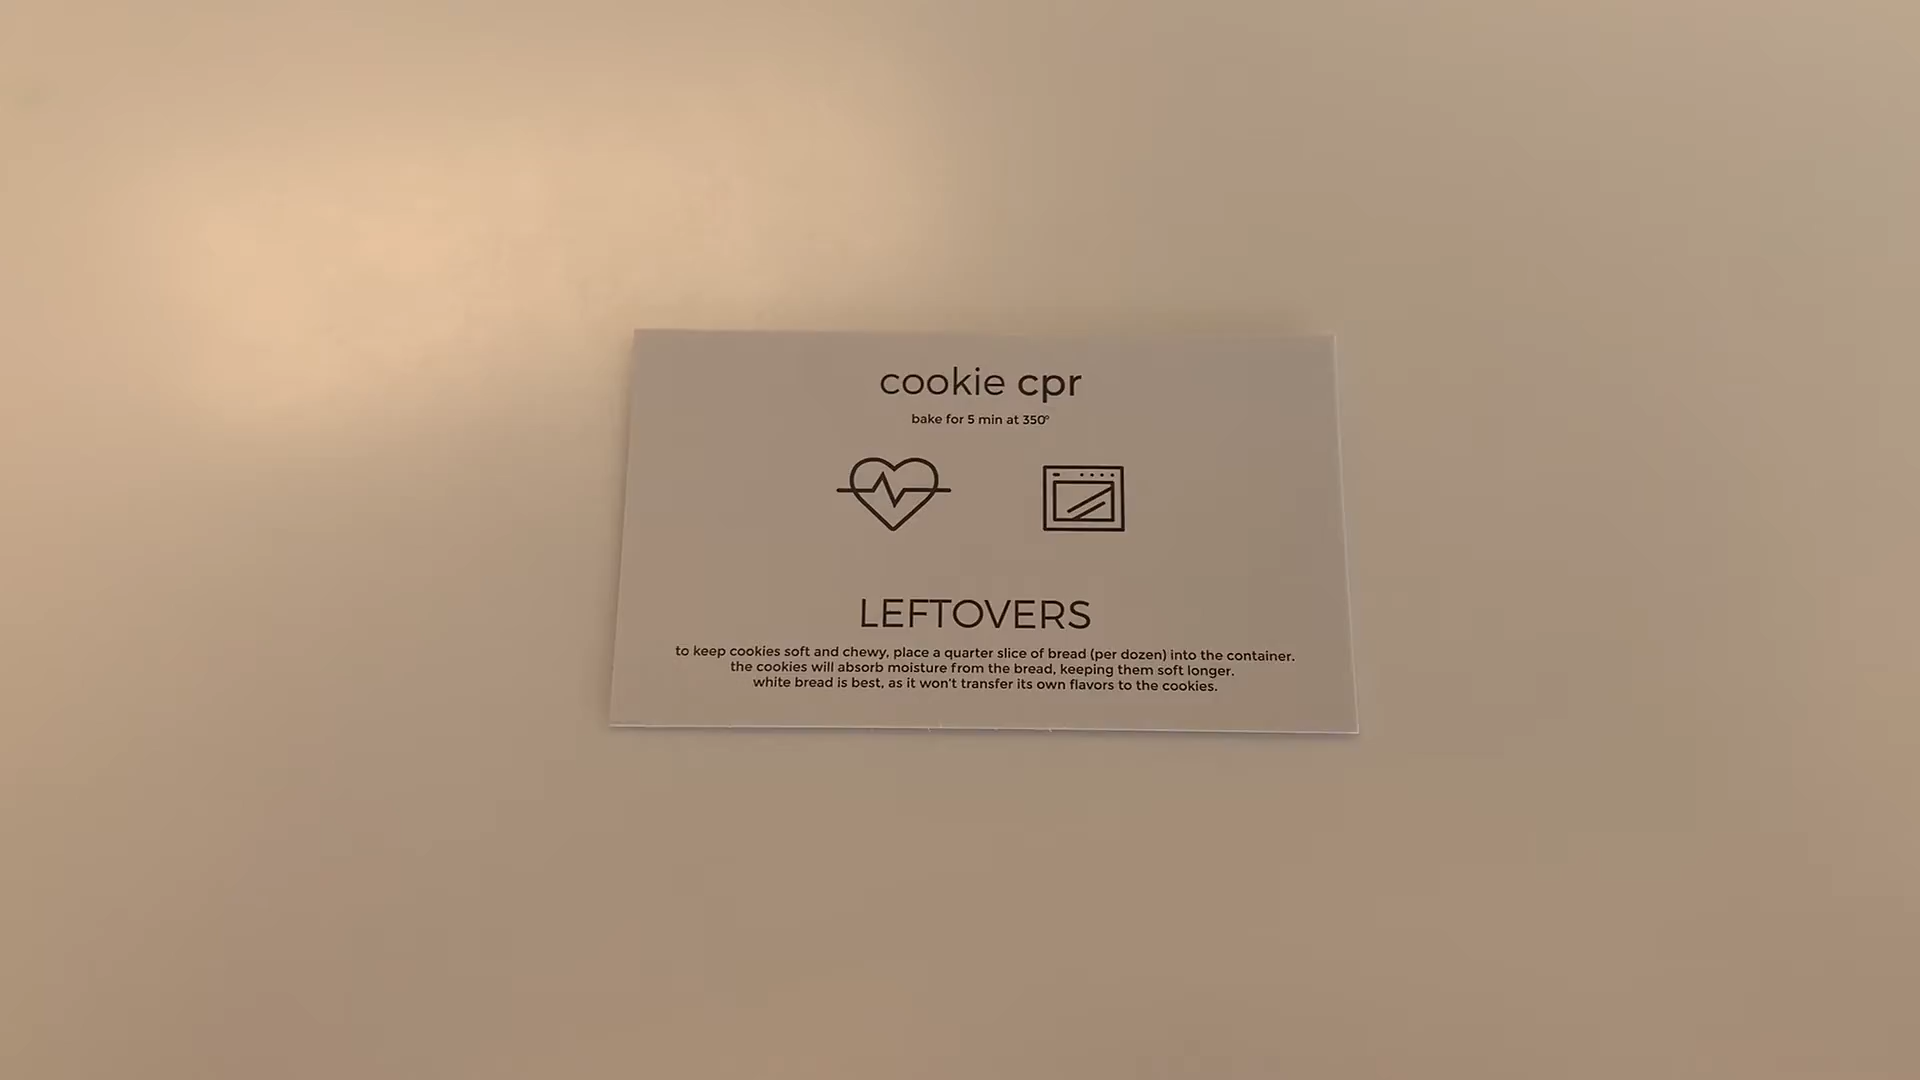 cookie cpr
bake for 5 min at 350°
LEFTOVERS
to keep cookies soft and chewy, place a quarter slice of bread (per dozen) into the container.
the cookies will absorb moisture from the bread, keeping them soft longer.
white bread is best, as it won't transfer its own flavors to the cookies.